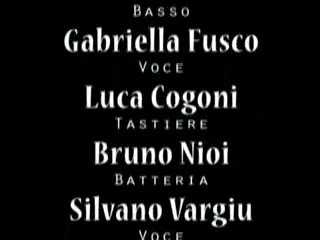 BASSO
Gabriella Fusco
VOCE
Luca Cogoni
TASTIERE
Bruno Nioi
BATTERIA
Silvano Vargiu
VOCE